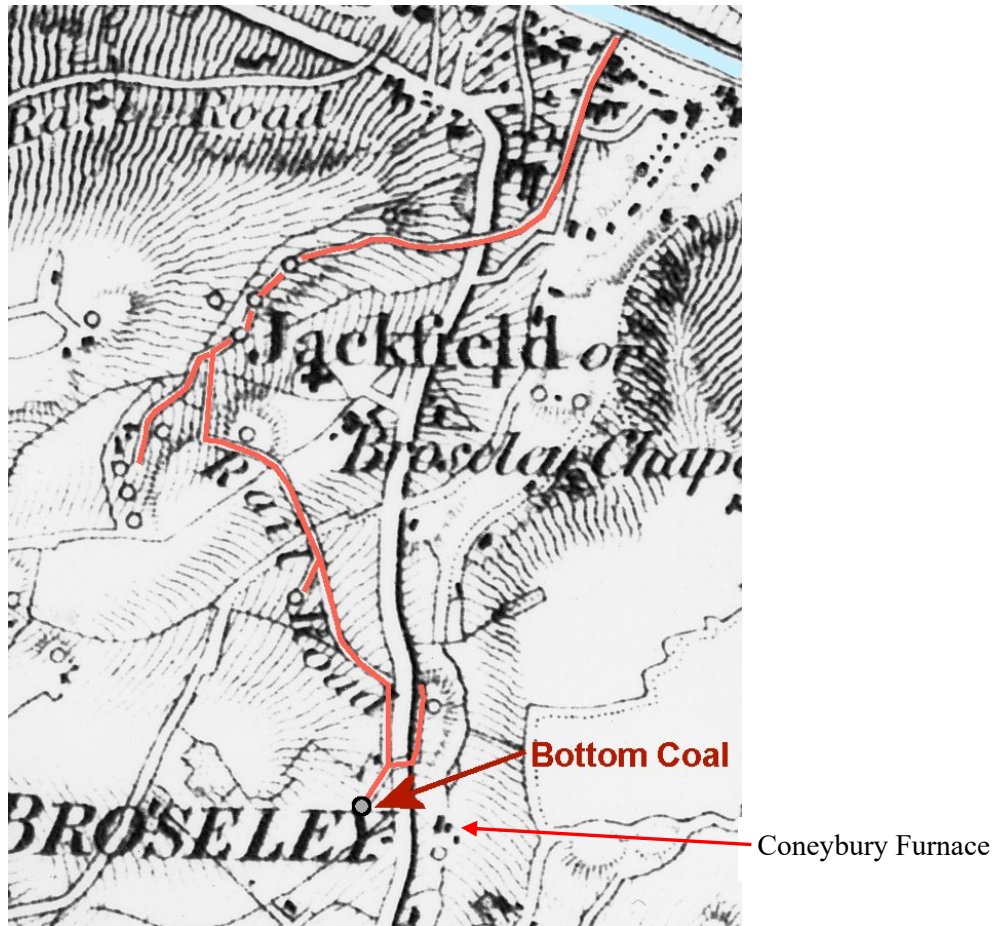 Rail Road
Jackfield or
Broseley Chape
Rail Road
Bottom Coal
BROSELEY
Coneybury Furnace